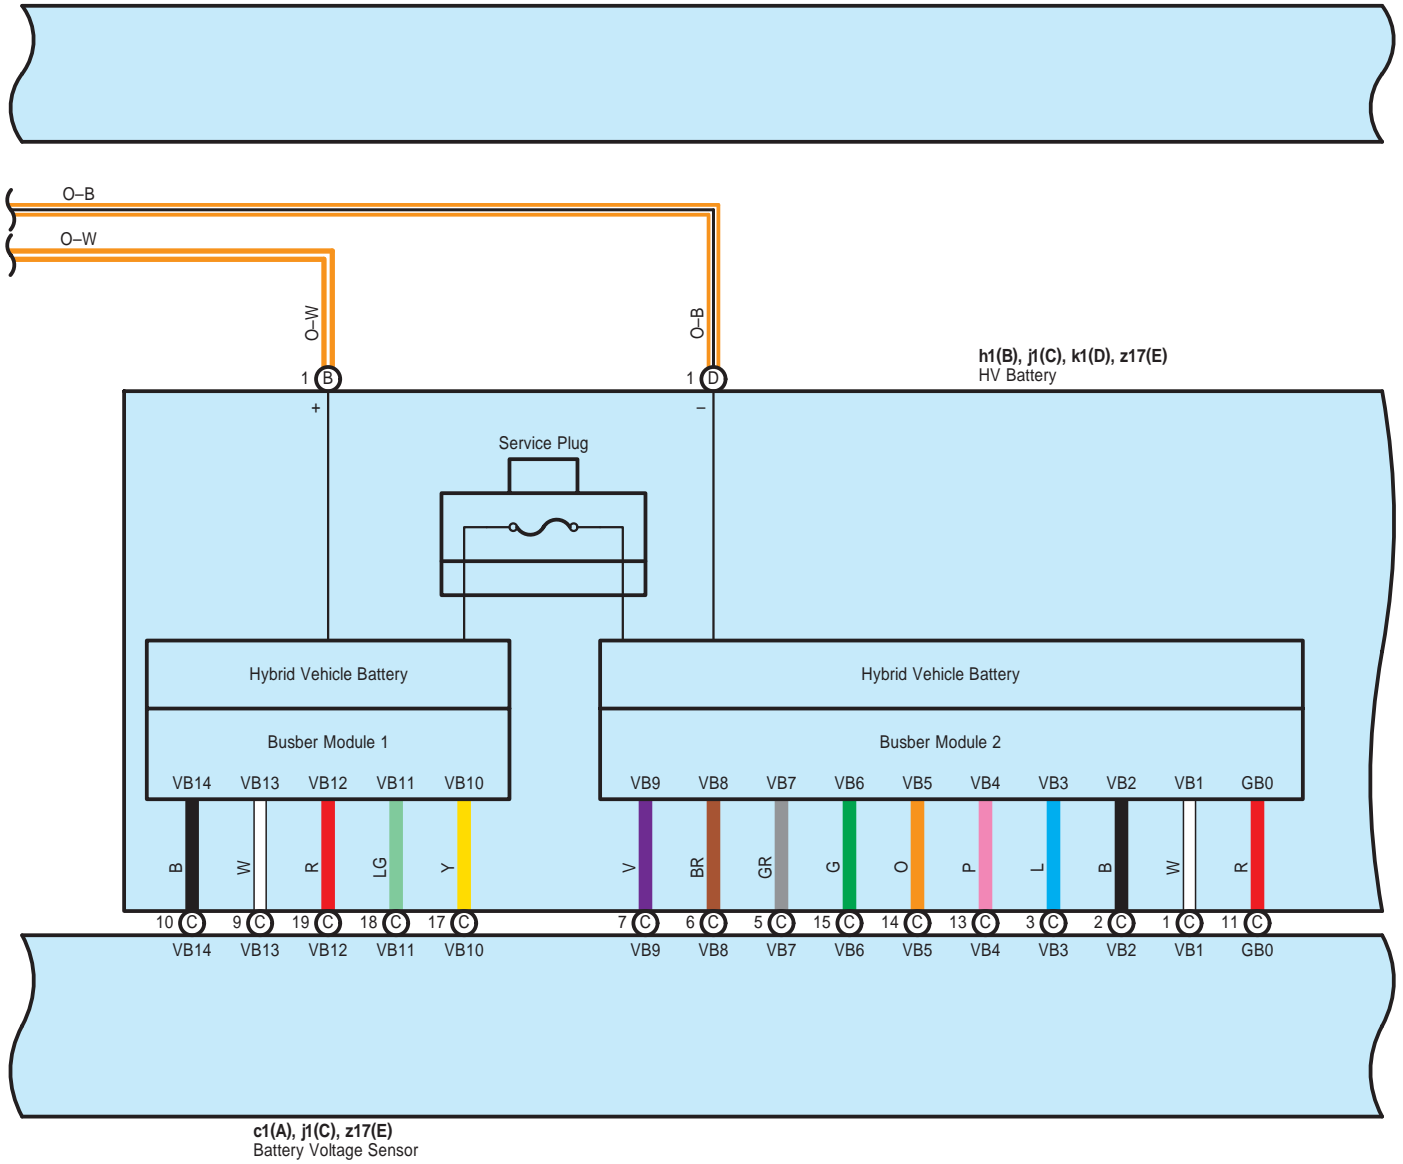 O–B
O–W
O–W
O–B
h1(B), j1(C), k1(D), z17(E)
HV Battery
1 B
1 D
+
–
Service Plug
Hybrid Vehicle Battery
Hybrid Vehicle Battery
Busber Module 1
Busber Module 2
VB14 VB13 VB12 VB11 VB10 VB9 VB8 VB7 VB6 VB5 VB4 VB3 VB2 VB1 GB0
B W R LG Y V BR GR G O P L B W R
10 C 9 C 19 C 18 C 17 C 7 C 6 C 5 C 15 C 14 C 13 C 3 C 2 C 1 C 11 C
VB14 VB13 VB12 VB11 VB10 VB9 VB8 VB7 VB6 VB5 VB4 VB3 VB2 VB1 GB0
c1(A), j1(C), z17(E)
Battery Voltage Sensor